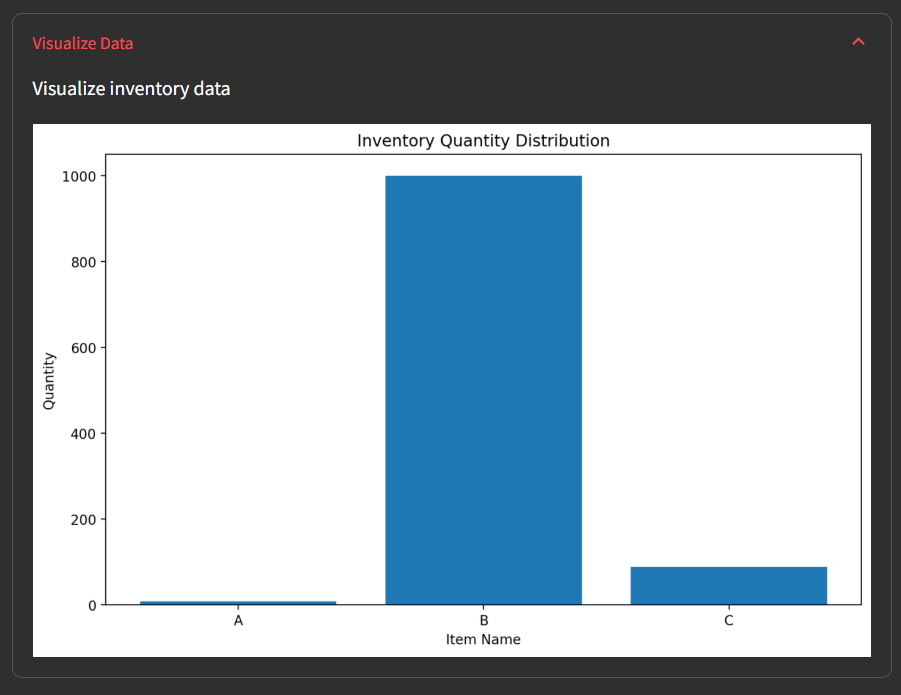 Visualize Data
Visualize inventory data
Inventory Quantity Distribution
1000
800
600
400
200
0
Quantity
A B C
Item Name